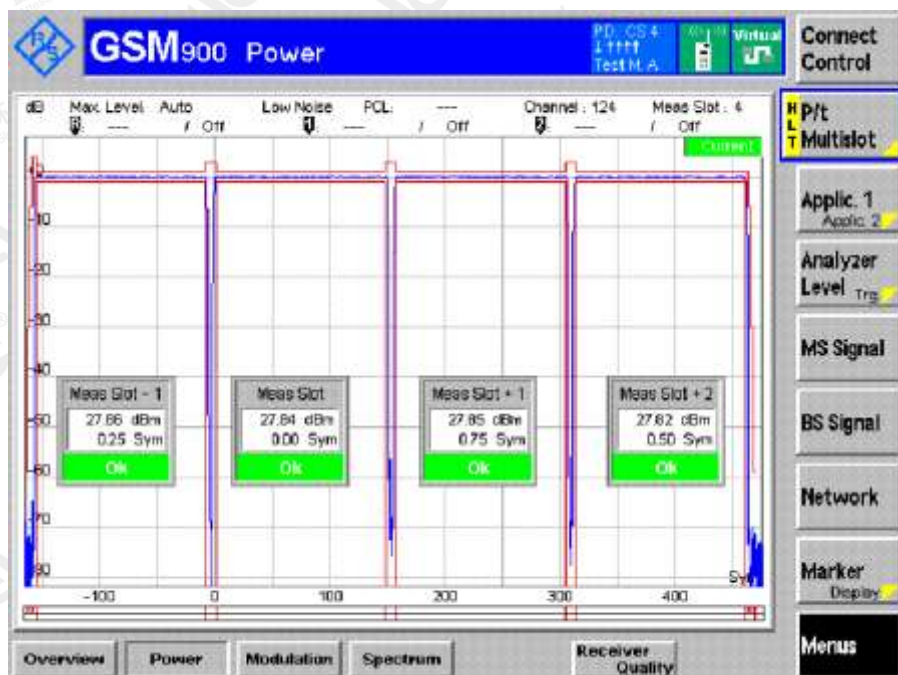 R&S
GSM900 Power
PD: CS 4
Test M. A
Virtual
Connect Control
dB Max. Level: Auto Low Noise PCL: --- Channel : 124 Meas Slot : 4
--- / Off 1 --- / Off 2 --- / Off
Current
-10
-20
-30
-40
-50
-60
-70
-80
Meas Slot - 1
27.86 dBm
0.25 Sym
Ok
Meas Slot
27.84 dBm
0.00 Sym
Ok
Meas Slot + 1
27.85 dBm
0.75 Sym
Ok
Meas Slot + 2
27.82 dBm
0.50 Sym
Ok
-100 0 100 200 300 400
HLT
P/t Multislot
Applic. 1
Applic. 2
Analyzer Level Trg.
MS Signal
BS Signal
Network
Marker
Display
Menus
Overview Power Modulation Spectrum Receiver Quality